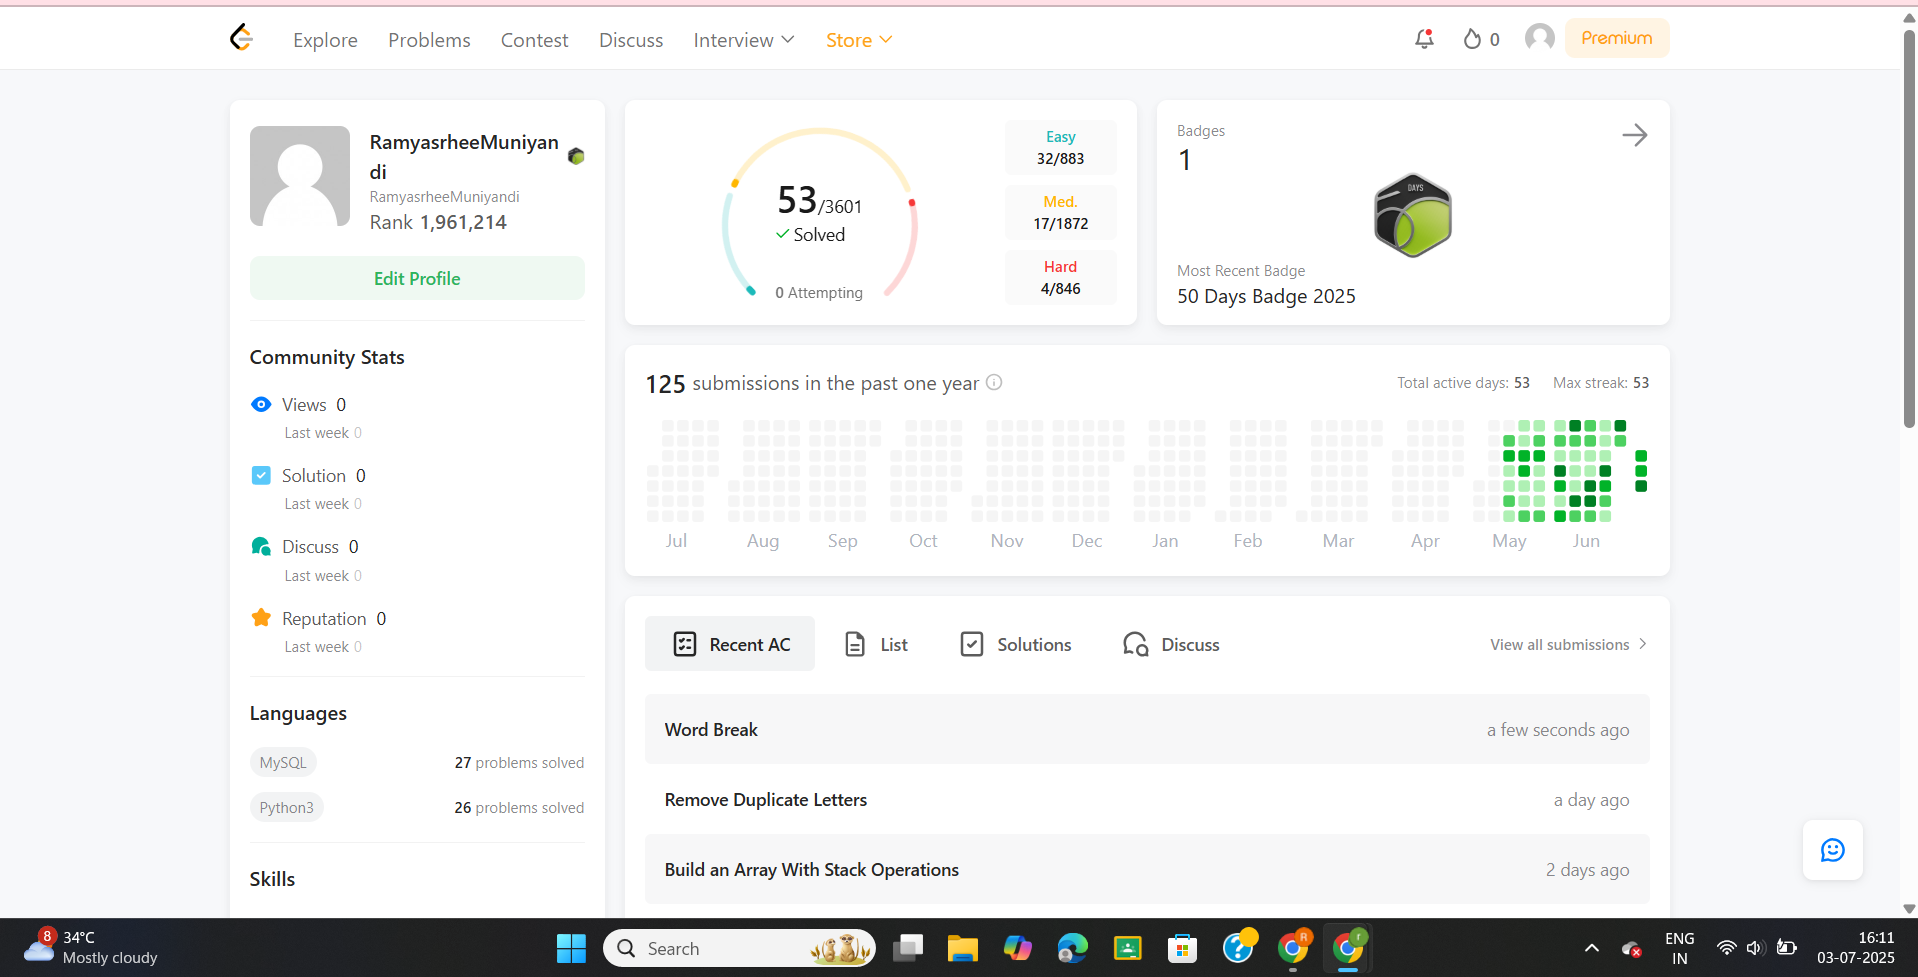 Explore Problems Contest Discuss Interview Store 0 Premium
RamyasrheeMuniyan
di
RamyasrheeMuniyandi
Rank 1,961,214
Edit Profile
Community Stats
Views 0
Last week 0
Solution 0
Last week 0
Discuss 0
Last week 0
Reputation 0
Last week 0
Languages
MySQL 27 problems solved
Python3 26 problems solved
Skills
53/3601
Solved
0 Attempting
Easy
32/883
Med.
17/1872
Hard
4/846
Badges
1
DAYS
Most Recent Badge
50 Days Badge 2025
125 submissions in the past one year Total active days: 53 Max streak: 53
Jul Aug Sep Oct Nov Dec Jan Feb Mar Apr May Jun
Recent AC List Solutions Discuss View all submissions
Word Break a few seconds ago
Remove Duplicate Letters a day ago
Build an Array With Stack Operations 2 days ago
8 34°C
Mostly cloudy
Search
R
r
ENG
IN
16:11
03-07-2025